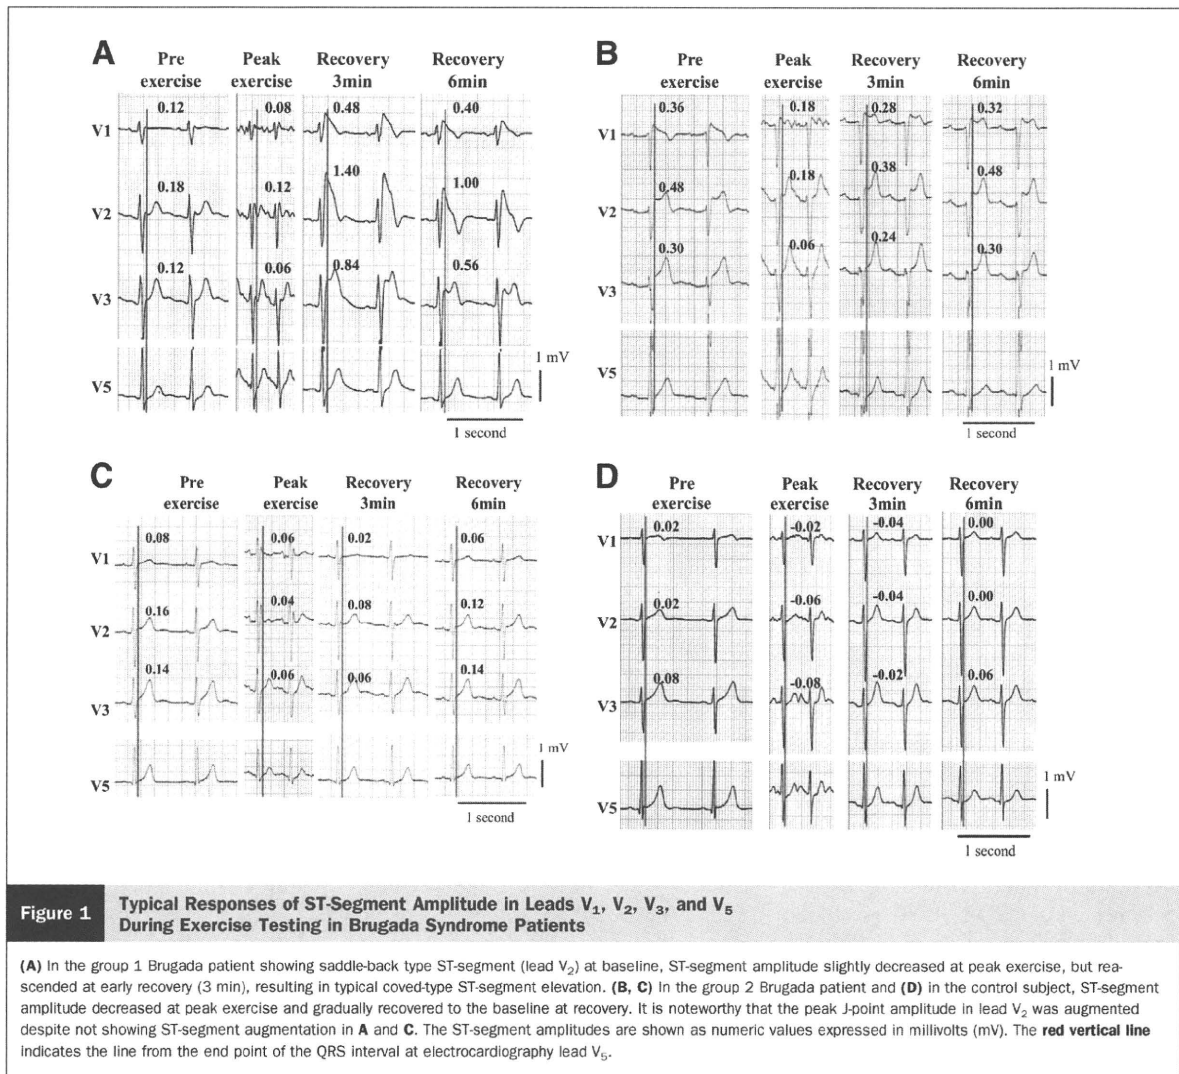 A
Pre exercise
Peak exercise
Recovery 3min
Recovery 6min
V1
0.12
0.08
0.48
0.40
V2
0.18
0.12
1.40
1.00
V3
0.12
0.06
0.84
0.56
V5
1 mV
1 second
B
Pre exercise
Peak exercise
Recovery 3min
Recovery 6min
V1
0.36
0.18
0.28
0.32
V2
0.48
0.18
0.38
0.48
V3
0.30
0.06
0.24
0.30
V5
1 mV
1 second
C
Pre exercise
Peak exercise
Recovery 3min
Recovery 6min
V1
0.08
0.06
0.02
0.06
V2
0.16
0.04
0.08
0.12
V3
0.14
0.06
0.06
0.14
V5
1 mV
1 second
D
Pre exercise
Peak exercise
Recovery 3min
Recovery 6min
V1
0.02
-0.02
-0.04
0.00
V2
0.02
-0.06
-0.04
0.00
V3
0.08
-0.08
-0.02
0.06
V5
1 mV
1 second
Figure 1
Typical Responses of ST-Segment Amplitude in Leads V1, V2, V3, and V5
During Exercise Testing in Brugada Syndrome Patients
(A) In the group 1 Brugada patient showing saddle-back type ST-segment (lead V2) at baseline, ST-segment amplitude slightly decreased at peak exercise, but rea-
scended at early recovery (3 min), resulting in typical coved-type ST-segment elevation. (B, C) In the group 2 Brugada patient and (D) in the control subject, ST-segment
amplitude decreased at peak exercise and gradually recovered to the baseline at recovery. It is noteworthy that the peak J-point amplitude in lead V2 was augmented
despite not showing ST-segment augmentation in A and C. The ST-segment amplitudes are shown as numeric values expressed in millivolts (mV). The red vertical line
indicates the line from the end point of the QRS interval at electrocardiography lead V5.